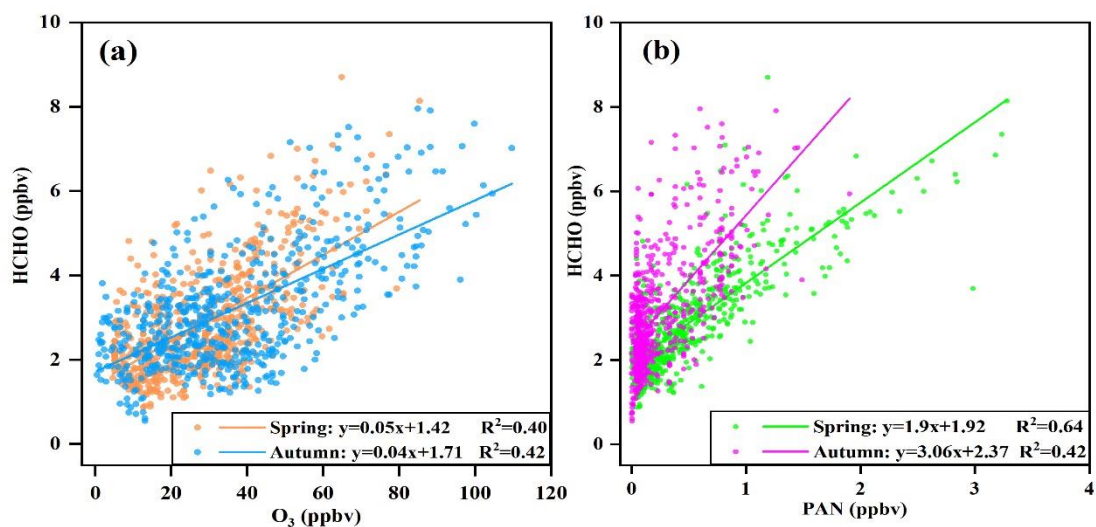 (a)
HCHO (ppbv)
10
8
6
4
2
0
Spring: y=0.05x+1.42 R²=0.40
Autumn: y=0.04x+1.71 R²=0.42
0 20 40 60 80 100 120
O₃ (ppbv)
(b)
HCHO (ppbv)
10
8
6
4
2
0
Spring: y=1.9x+1.92 R²=0.64
Autumn: y=3.06x+2.37 R²=0.42
0 1 2 3 4
PAN (ppbv)